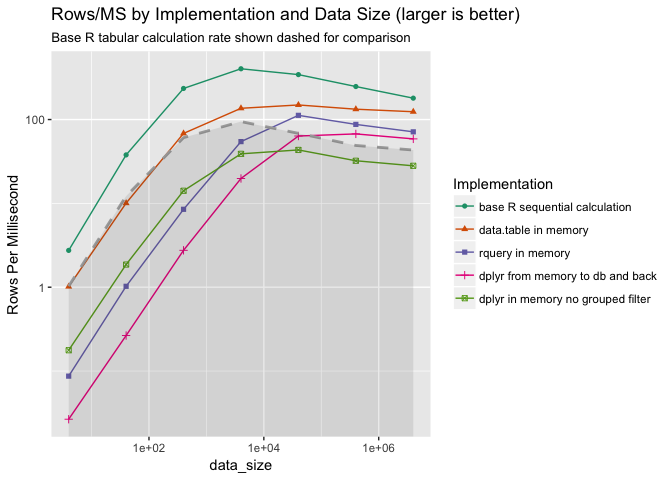 Rows/MS by Implementation and Data Size (larger is better)
Base R tabular calculation rate shown dashed for comparison
Rows Per Millisecond
100
1
1e+02
1e+04
1e+06
data_size
Implementation
base R sequential calculation
data.table in memory
rquery in memory
dplyr from memory to db and back
dplyr in memory no grouped filter